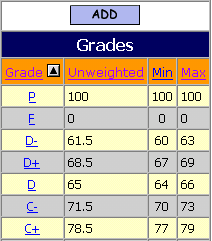 ADD
Grades
Grade Unweighted Min Max
P 100 100 100
F 0 0 0
D- 61.5 60 63
D+ 68.5 67 69
D 65 64 66
C- 71.5 70 73
C+ 78.5 77 79